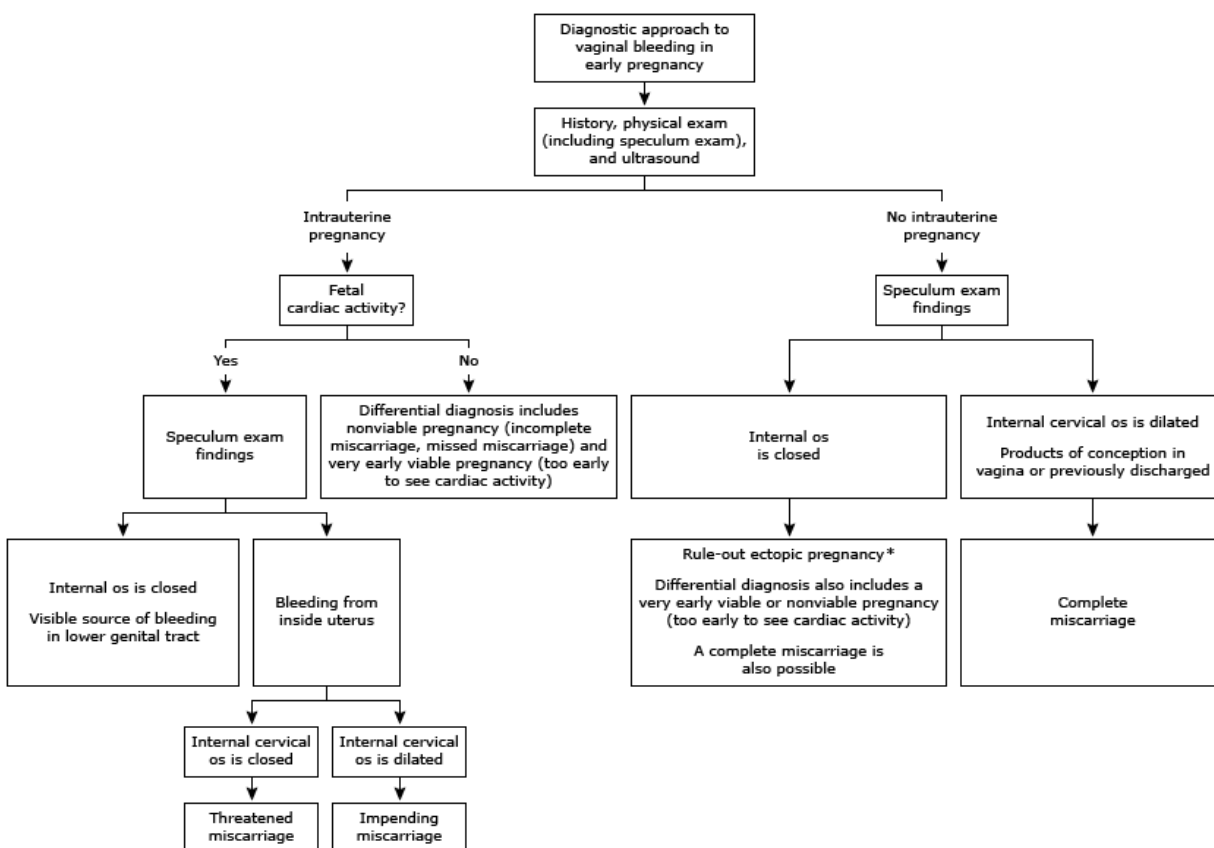 Diagnostic approach to
vaginal bleeding in
early pregnancy
History, physical exam
(including speculum exam),
and ultrasound
Intrauterine
pregnancy
No intrauterine
pregnancy
Fetal
cardiac activity?
Speculum exam
findings
Yes
No
Speculum exam
findings
Differential diagnosis includes
nonviable pregnancy (incomplete
miscarriage, missed miscarriage) and
very early viable pregnancy (too early
to see cardiac activity)
Internal os
is closed
Internal cervical os is dilated
Products of conception in
vagina or previously discharged
Internal os is closed
Visible source of bleeding
in lower genital tract
Bleeding from
inside uterus
Rule-out ectopic pregnancy*
Differential diagnosis also includes a
very early viable or nonviable pregnancy
(too early to see cardiac activity)
A complete miscarriage is
also possible
Complete
miscarriage
Internal cervical
os is closed
Internal cervical
os is dilated
Threatened
miscarriage
Impending
miscarriage